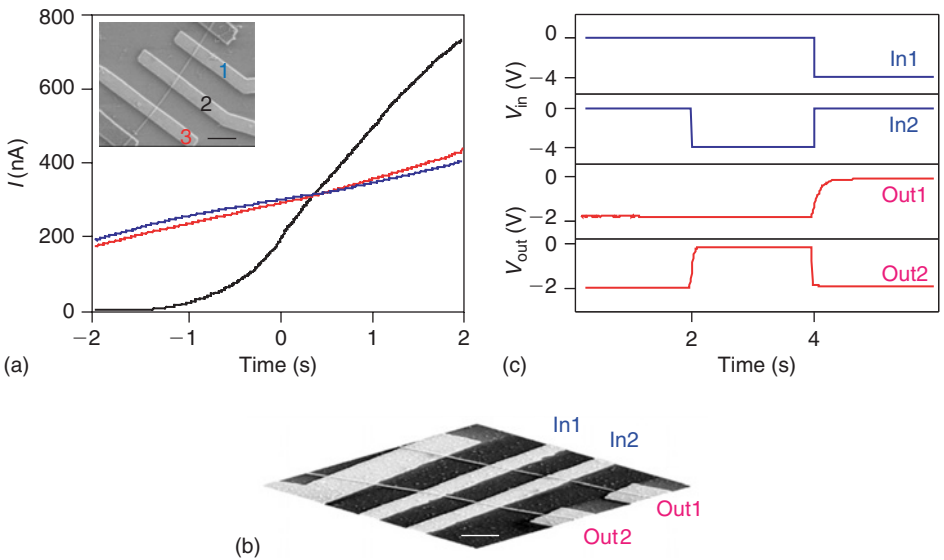 800
600
400
200
0
I (nA)
1
2
3
−2 −1 0 1 2
Time (s)
(a)
0
−4
0
−4
V_in (V)
In1
In2
0
−2
0
−2
V_out (V)
Out1
Out2
2 4
Time (s)
(c)
In1
In2
Out1
Out2
(b)